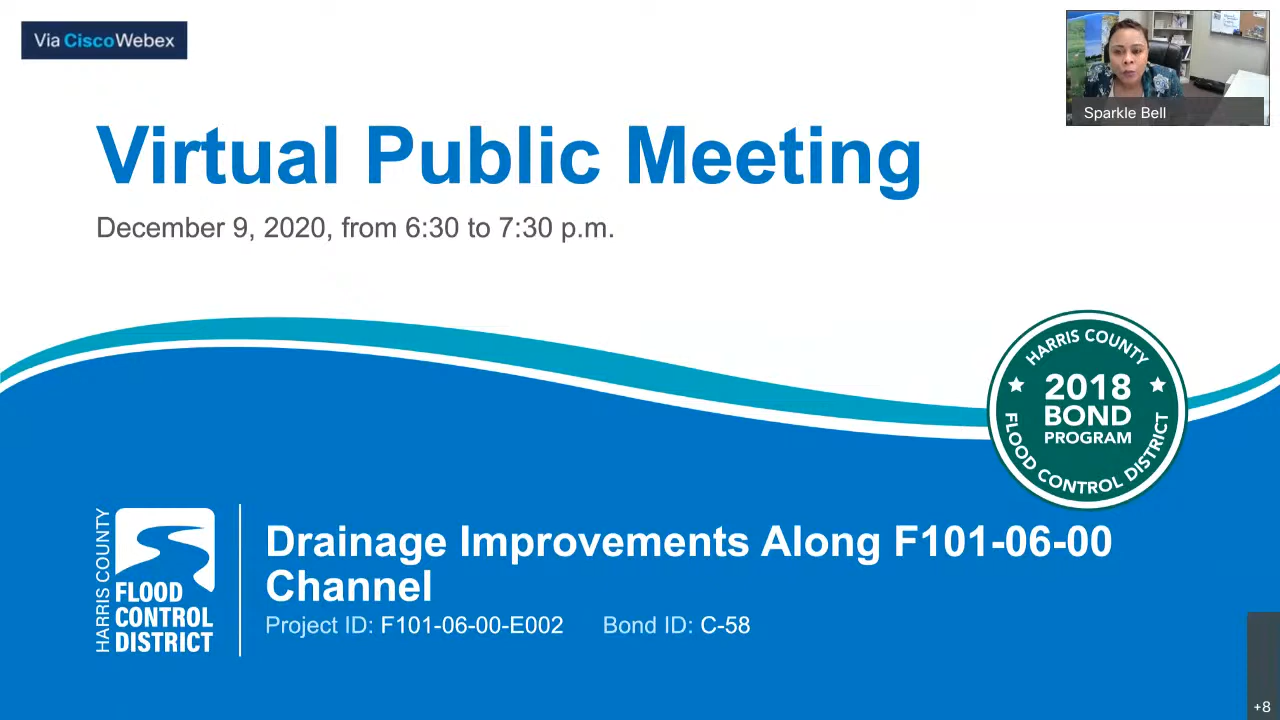 Via CiscoWebex
Sparkle Bell
Virtual Public Meeting
December 9, 2020, from 6:30 to 7:30 p.m.
HARRIS COUNTY
2018
BOND
PROGRAM
FLOOD CONTROL DISTRICT
HARRIS COUNTY
FLOOD
CONTROL
DISTRICT
Drainage Improvements Along F101-06-00
Channel
Project ID: F101-06-00-E002 Bond ID: C-58
+8